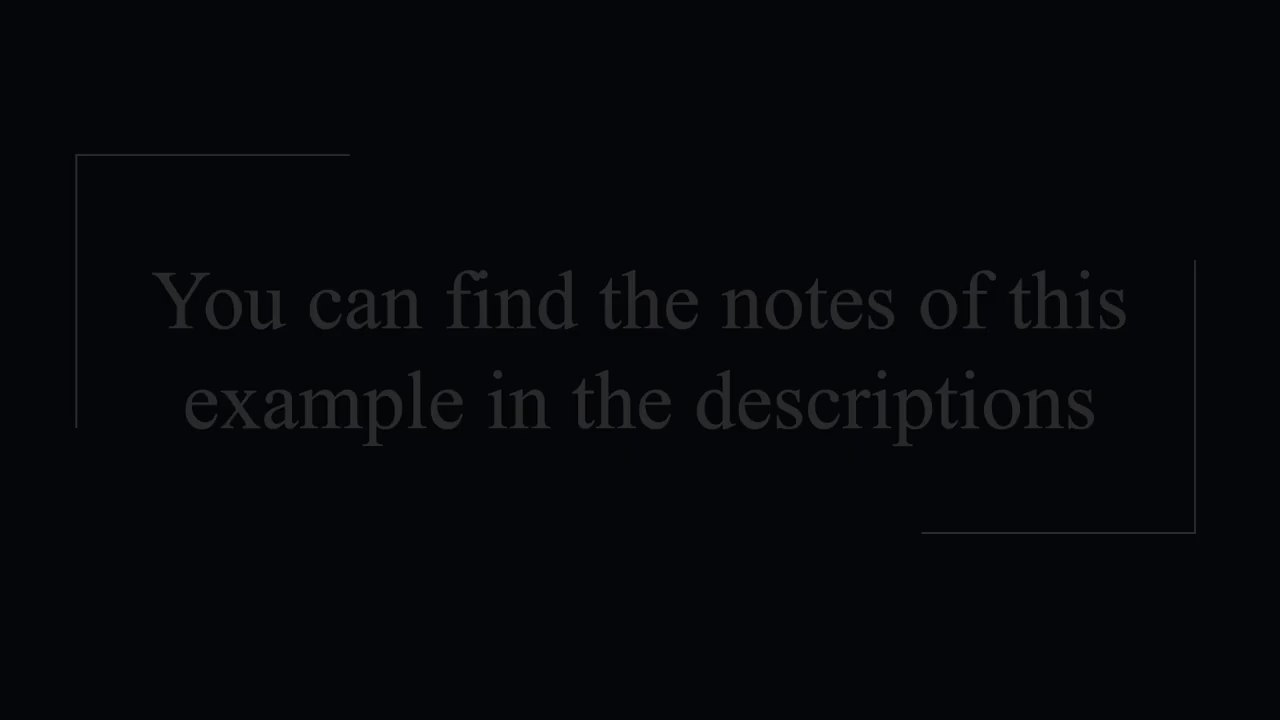 You can find the notes of this
example in the descriptions